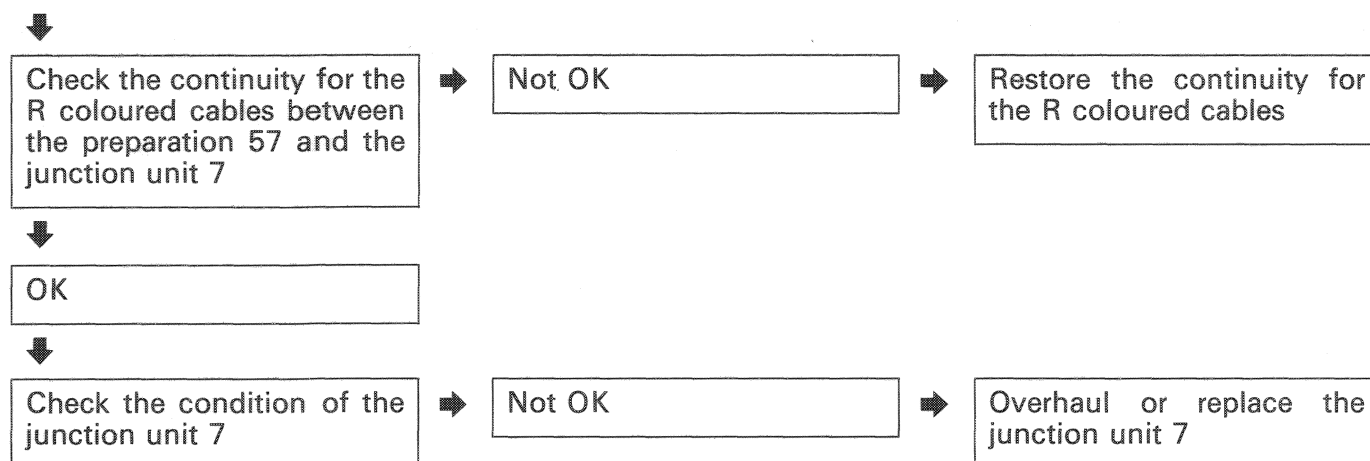 Check the continuity for the
R coloured cables between
the preparation 57 and the
junction unit 7
Not OK
Restore the continuity for
the R coloured cables
OK
Check the condition of the
junction unit 7
Not OK
Overhaul or replace the
junction unit 7